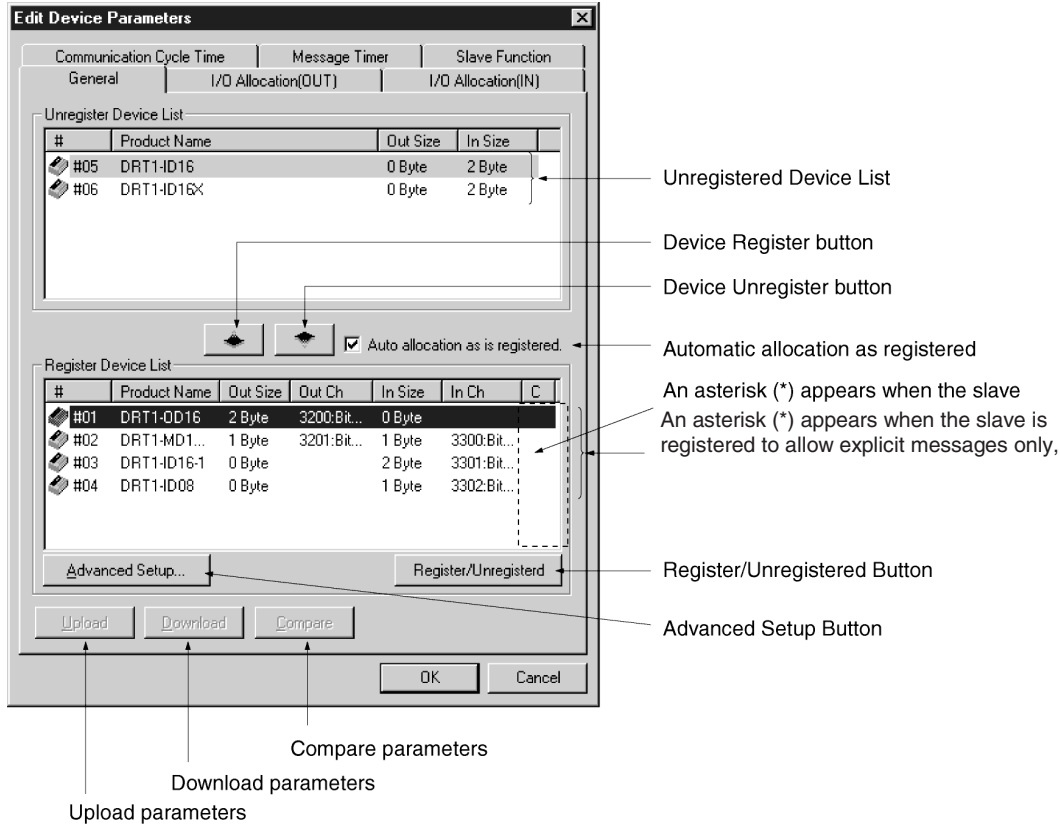 Edit Device Parameters
Communication Cycle Time Message Timer Slave Function
General I/O Allocation(OUT) I/O Allocation(IN)
Unregister Device List
# Product Name Out Size In Size
#05 DRT1-ID16 0 Byte 2 Byte
#06 DRT1-ID16X 0 Byte 2 Byte
Unregistered Device List
Device Register button
Device Unregister button
Auto allocation as is registered.
Automatic allocation as registered
Register Device List
# Product Name Out Size Out Ch In Size In Ch C
#01 DRT1-OD16 2 Byte 3200:Bit... 0 Byte
#02 DRT1-MD1... 1 Byte 3201:Bit... 1 Byte 3300:Bit...
#03 DRT1-ID16-1 0 Byte 2 Byte 3301:Bit...
#04 DRT1-ID08 0 Byte 1 Byte 3302:Bit...
An asterisk (*) appears when the slave
An asterisk (*) appears when the slave is
registered to allow explicit messages only,
Advanced Setup... Register/Unregisterd
Register/Unregistered Button
Advanced Setup Button
Upload Download Compare
OK Cancel
Compare parameters
Download parameters
Upload parameters